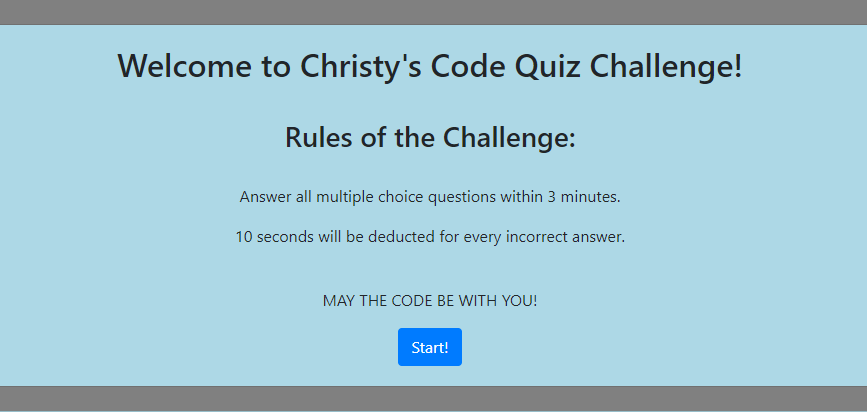 Welcome to Christy's Code Quiz Challenge!
Rules of the Challenge:
Answer all multiple choice questions within 3 minutes.
10 seconds will be deducted for every incorrect answer.
MAY THE CODE BE WITH YOU!
Start!